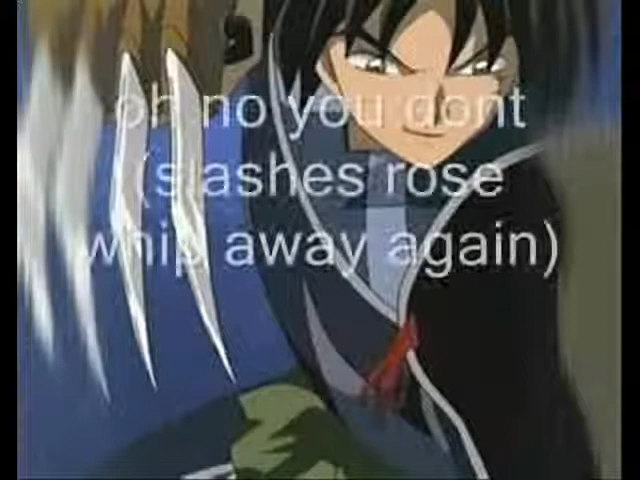 oh no you dont
(slashes rose
whip away again)